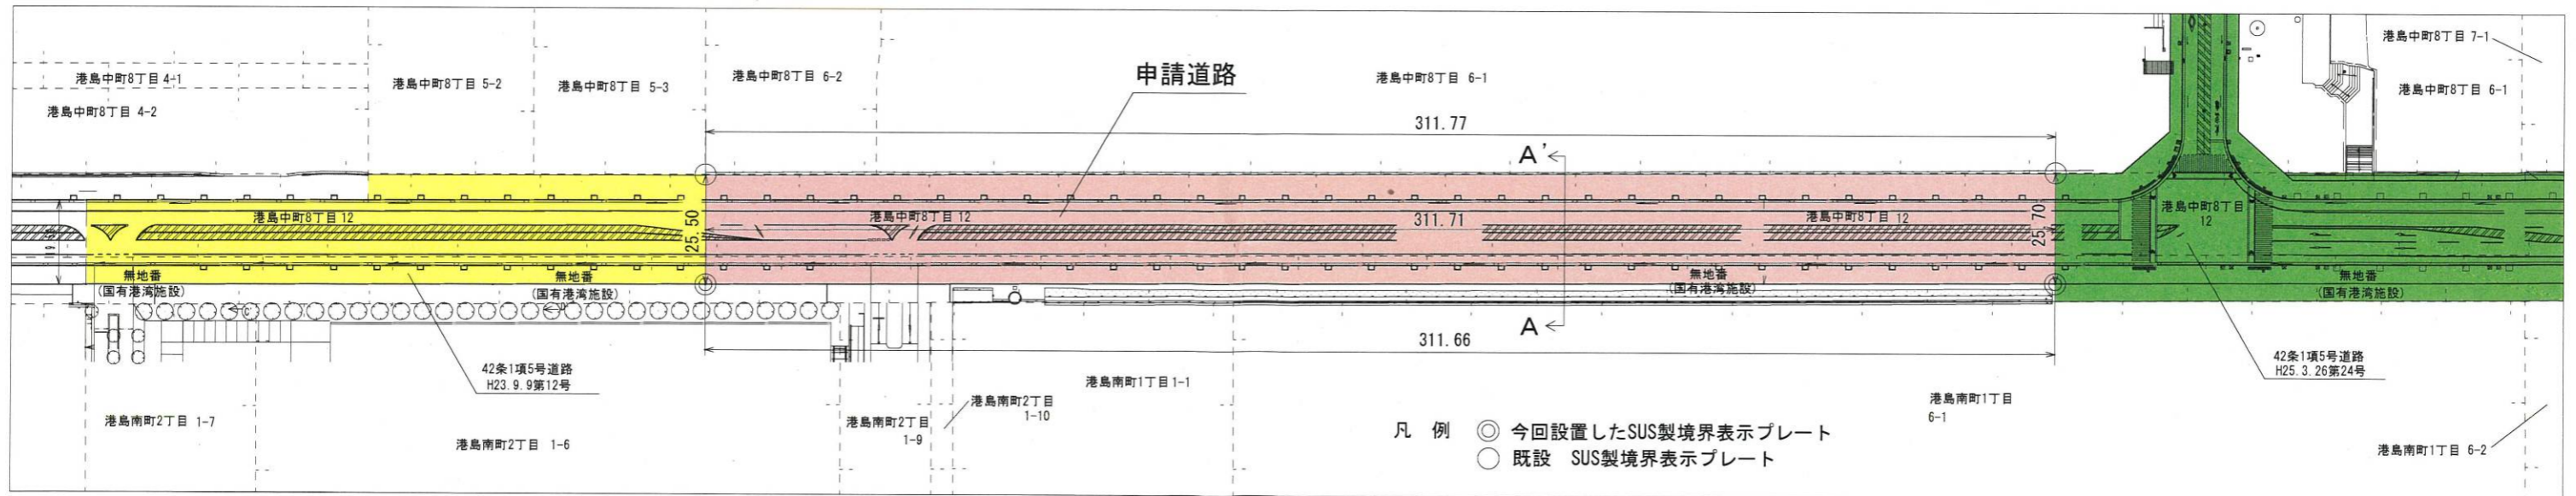 港島中町8丁目 4-1
港島中町8丁目 4-2
港島中町8丁目 5-2
港島中町8丁目 5-3
港島中町8丁目 6-2
申請道路
港島中町8丁目 6-1
港島中町8丁目 7-1
港島中町8丁目 6-1
311.77
A'
港島中町8丁目 12
25.50
港島中町8丁目 12
311.71
港島中町8丁目 12
25.70
港島中町8丁目
12
無地番
(国有港湾施設)
無地番
(国有港湾施設)
無地番
(国有港湾施設)
無地番
(国有港湾施設)
A
311.66
42条1項5号道路
H23.9.9第12号
42条1項5号道路
H25.3.26第24号
港島南町2丁目 1-7
港島南町2丁目 1-6
港島南町2丁目
1-9
港島南町2丁目
1-10
港島南町1丁目 1-1
港島南町1丁目
6-1
港島南町1丁目 6-2
凡 例 ◎ 今回設置したSUS製境界表示プレート
○ 既設 SUS製境界表示プレート